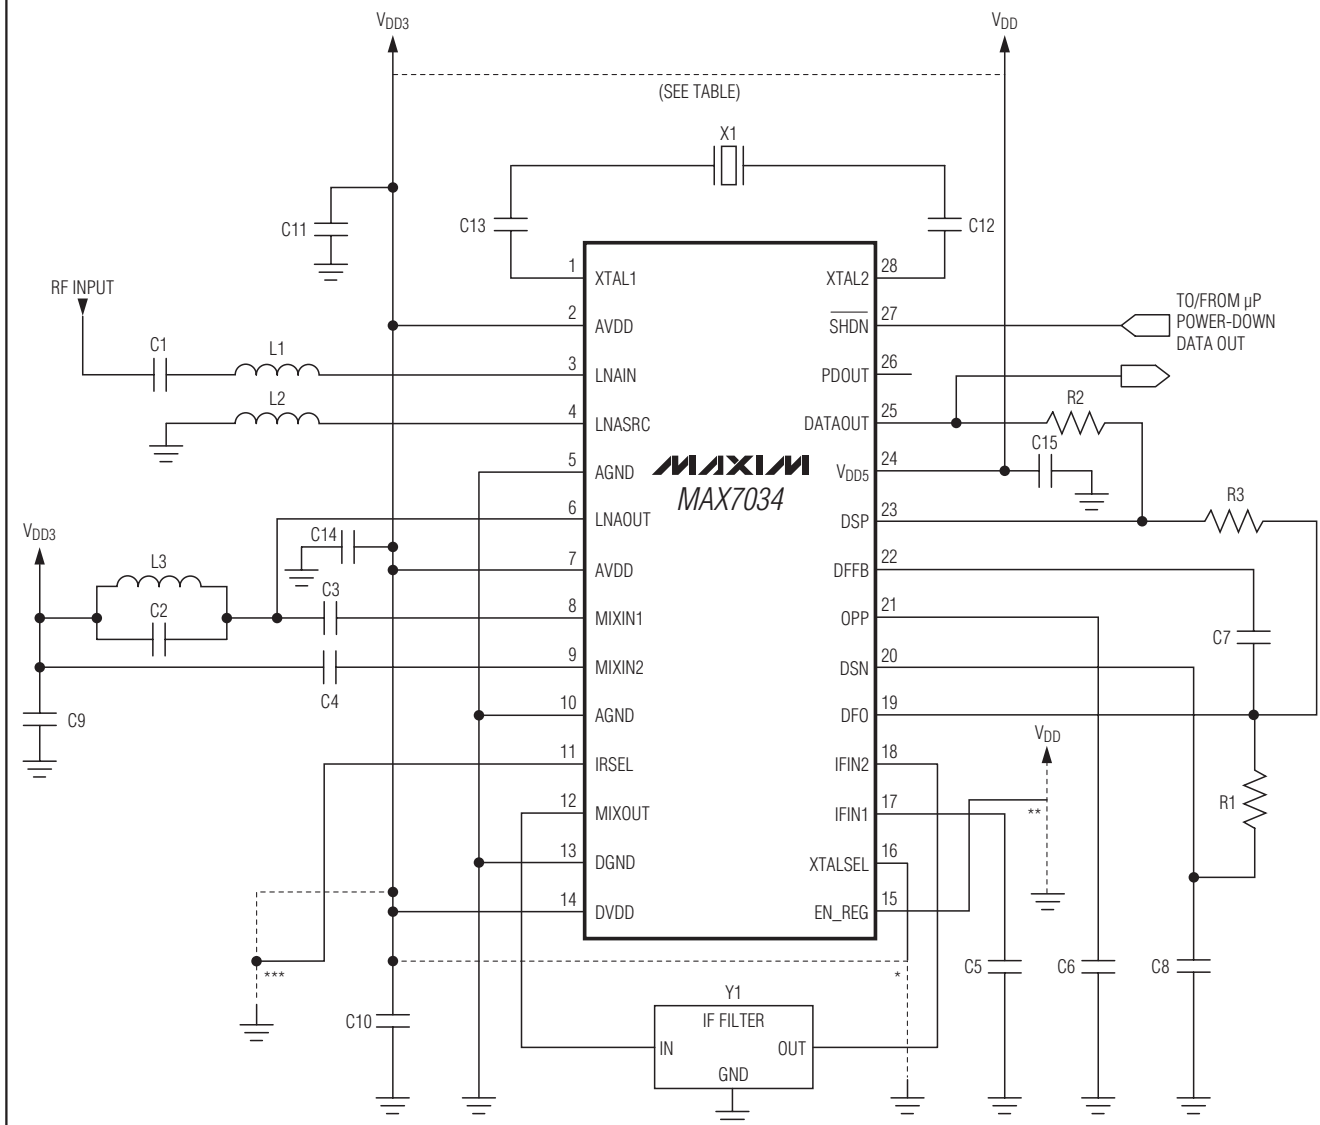 VDD3
VDD
(SEE TABLE)
X1
C11
C13
C12
RF INPUT
1
XTAL1
XTAL2
28
2
AVDD
SHDN
27
TO/FROM µP
POWER-DOWN
DATA OUT
C1
L1
3
LNAIN
PDOUT
26
L2
4
LNASRC
DATAOUT
25
R2
5
AGND
MAXIM
MAX7034
VDD5
24
C15
6
LNAOUT
DSP
23
R3
VDD3
C14
7
AVDD
DFFB
22
L3
C2
C3
8
MIXIN1
OPP
21
C7
9
MIXIN2
DSN
20
C4
C9
10
AGND
DFO
19
VDD
11
IRSEL
IFIN2
18
12
MIXOUT
IFIN1
17
**
R1
13
DGND
XTALSEL
16
14
DVDD
EN_REG
15
***
*
C5
C6
C8
C10
Y1
IF FILTER
IN
OUT
GND